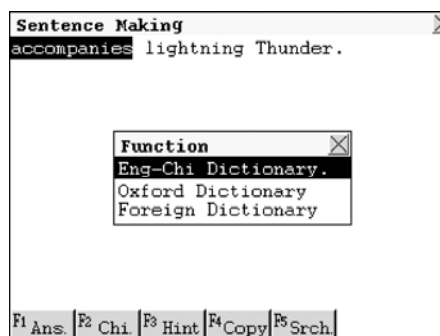 Sentence Making
accompanies lightning Thunder.
Function
Eng-Chi Dictionary.
Oxford Dictionary
Foreign Dictionary
F1 Ans. F2 Chi. F3 Hint F4 Copy F5 Srch.